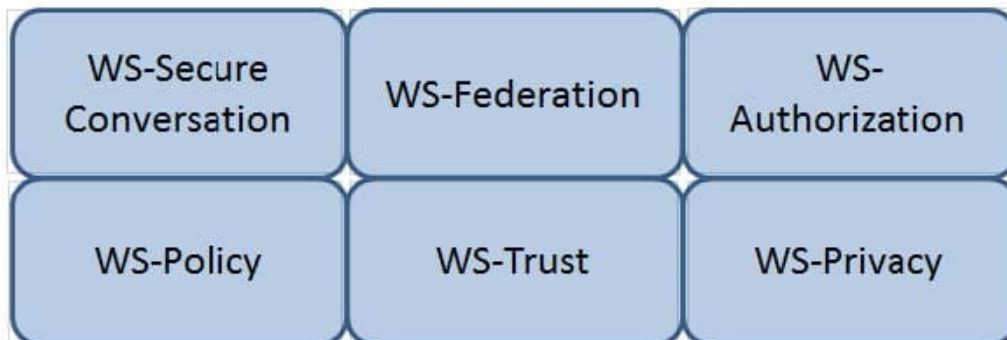 WS-Secure
Conversation
WS-Federation
WS-
Authorization
WS-Policy
WS-Trust
WS-Privacy